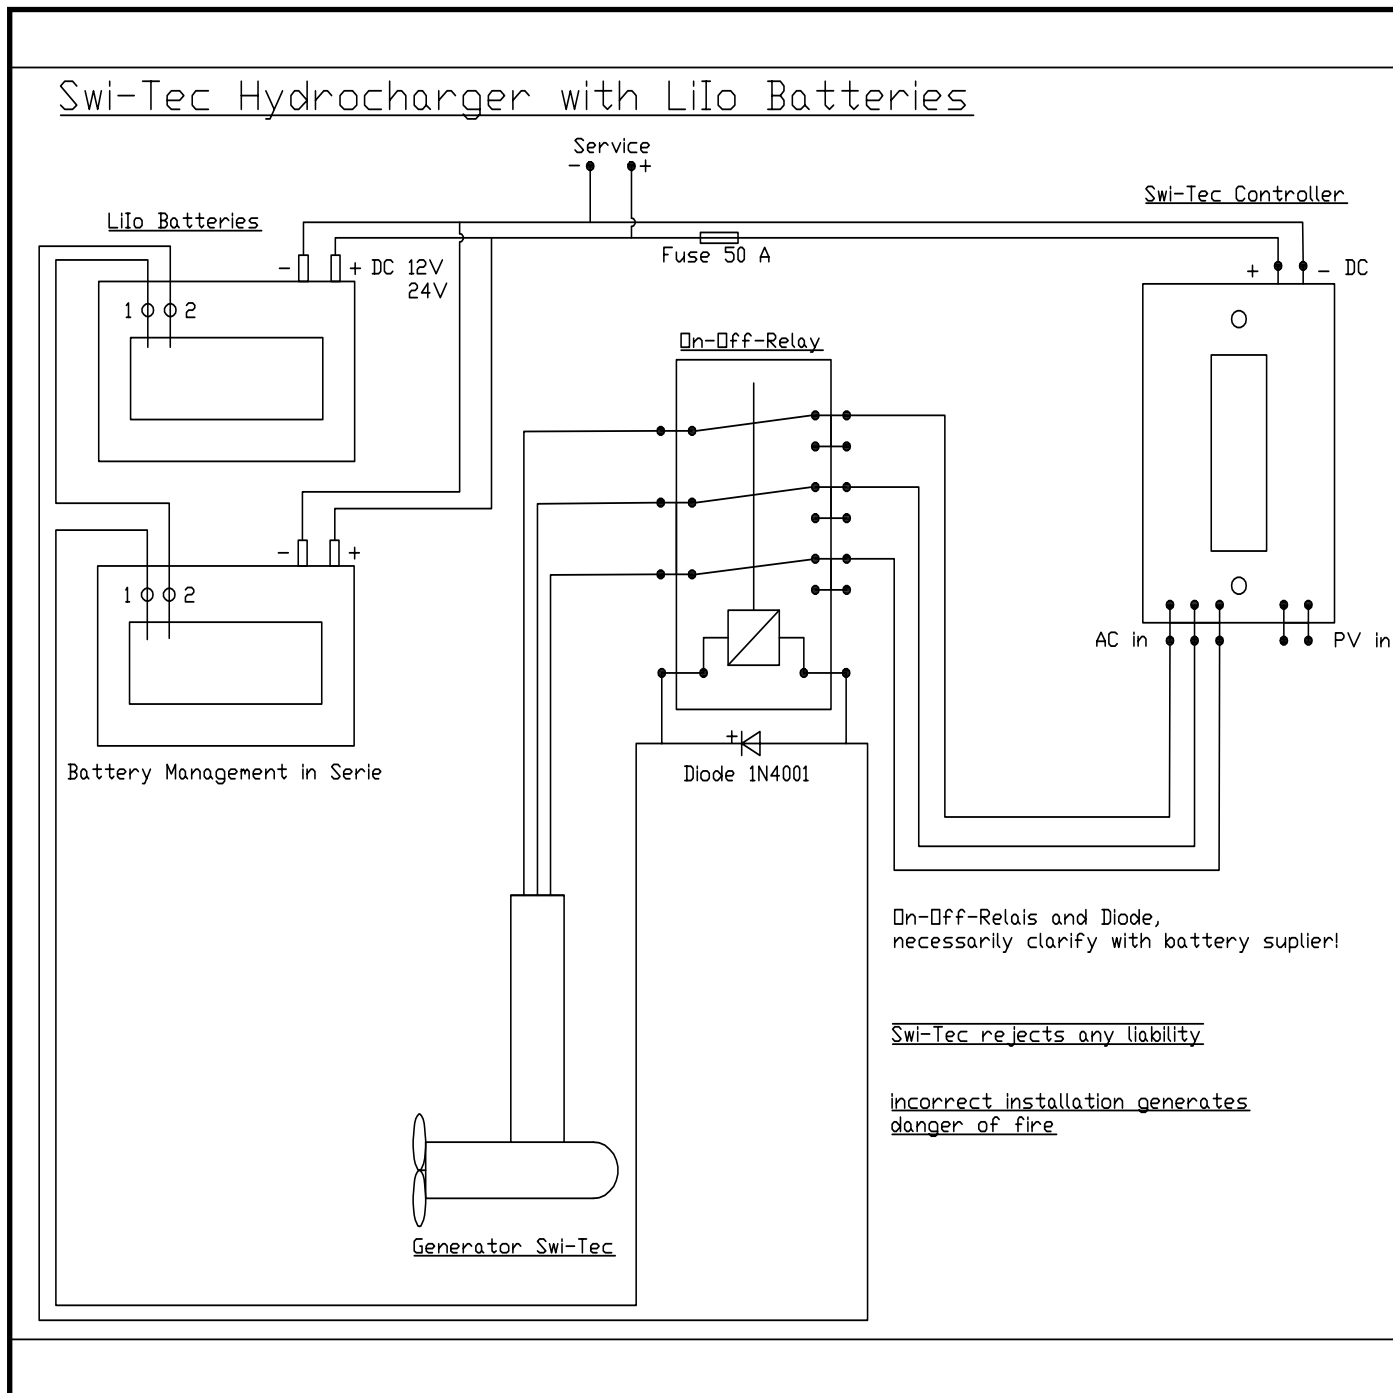 Swi-Tec Hydrocharger with LiIo Batteries
Service
- +
Swi-Tec Controller
LiIo Batteries
Fuse 50 A
- + DC 12V
24V
+ - DC
1 2
On-Off-Relay
- +
1 2
AC in
PV in
+
Battery Management in Serie
Diode 1N4001
On-Off-Relais and Diode,
necessarily clarify with battery suplier!
Swi-Tec rejects any liability
incorrect installation generates
danger of fire
Generator Swi-Tec